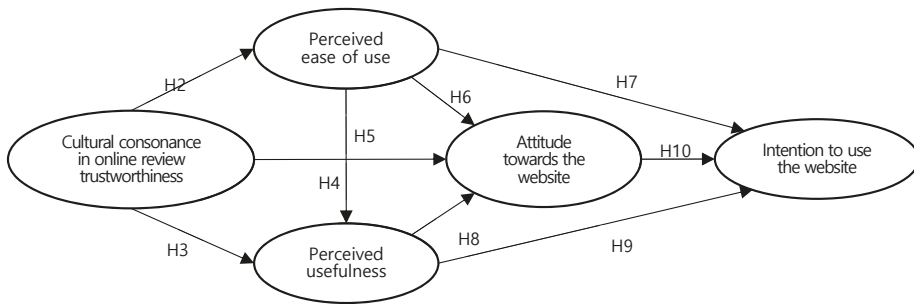 Perceived
ease of use
H2
H7
H6
H5
Cultural consonance
in online review
trustworthiness
Attitude
towards the
website
H10
Intention to use
the website
H4
H3
Perceived
usefulness
H8
H9